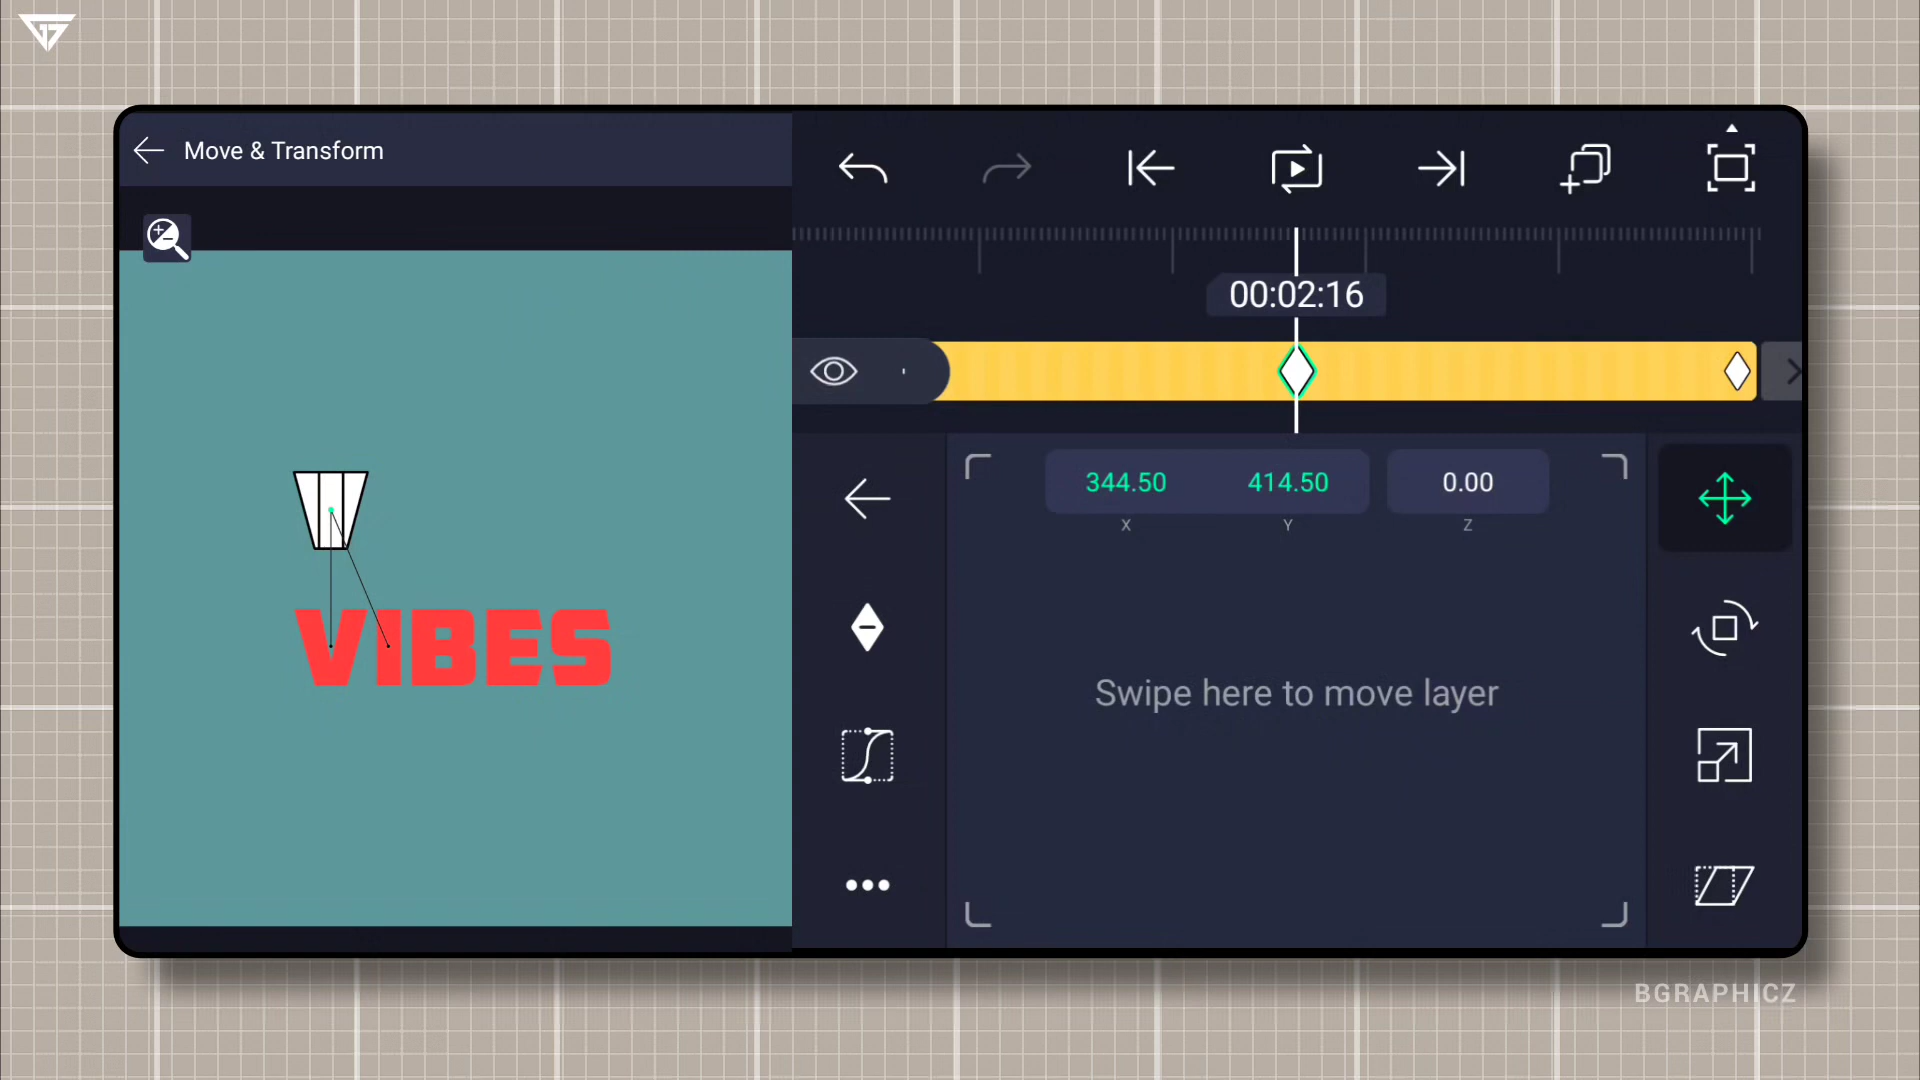 Move & Transform
00:02:16
344.50 414.50 0.00
X Y Z
VIBES
Swipe here to move layer
BGRAPHICZ